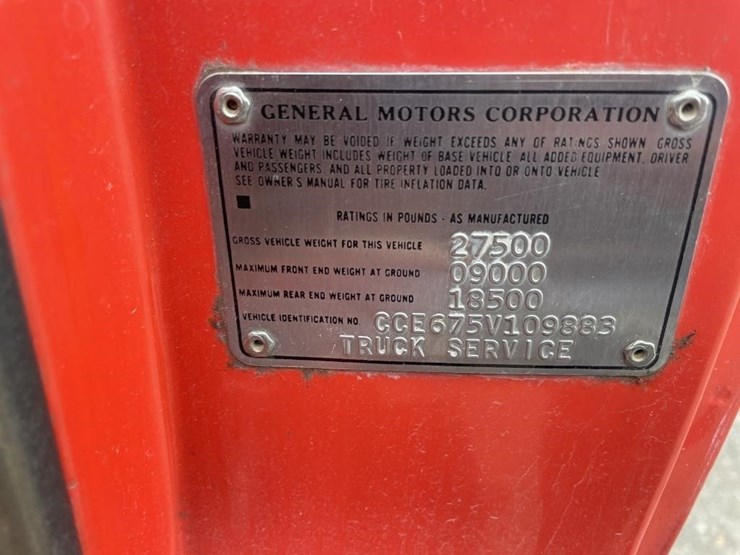 GENERAL MOTORS CORPORATION
WARRANTY MAY BE VOIDED IF WEIGHT EXCEEDS ANY OF RATINGS SHOWN GROSS
VEHICLE WEIGHT INCLUDES WEIGHT OF BASE VEHICLE ALL ADDED EQUIPMENT, DRIVER
AND PASSENGERS AND ALL PROPERTY LOADED INTO OR ONTO VEHICLE
SEE OWNER'S MANUAL FOR TIRE INFLATION DATA.
RATINGS IN POUNDS - AS MANUFACTURED
GROSS VEHICLE WEIGHT FOR THIS VEHICLE 27500
MAXIMUM FRONT END WEIGHT AT GROUND 09000
MAXIMUM REAR END WEIGHT AT GROUND 18500
VEHICLE IDENTIFICATION NO. CCE675V109883
TRUCK SERVICE